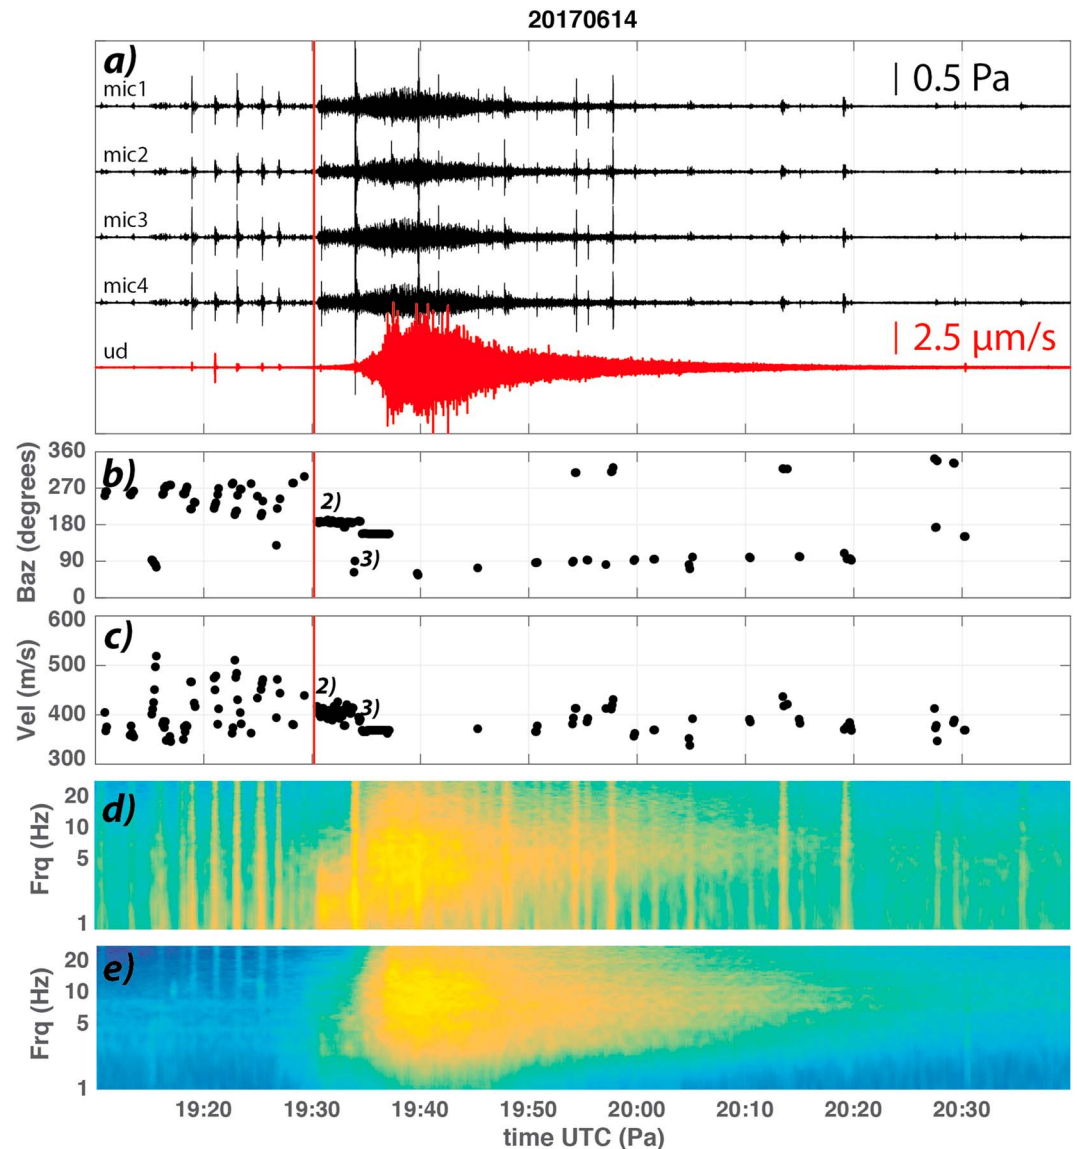 20170614
a)
mic1
| 0.5 Pa
mic2
mic3
mic4
ud
| 2.5 μm/s
b)
360
270
180
90
0
Baz (degrees)
2)
3)
c)
600
500
400
300
Vel (m/s)
2)
3)
d)
20
10
5
1
Frq (Hz)
e)
20
10
5
1
Frq (Hz)
19:20 19:30 19:40 19:50 20:00 20:10 20:20 20:30
time UTC (Pa)